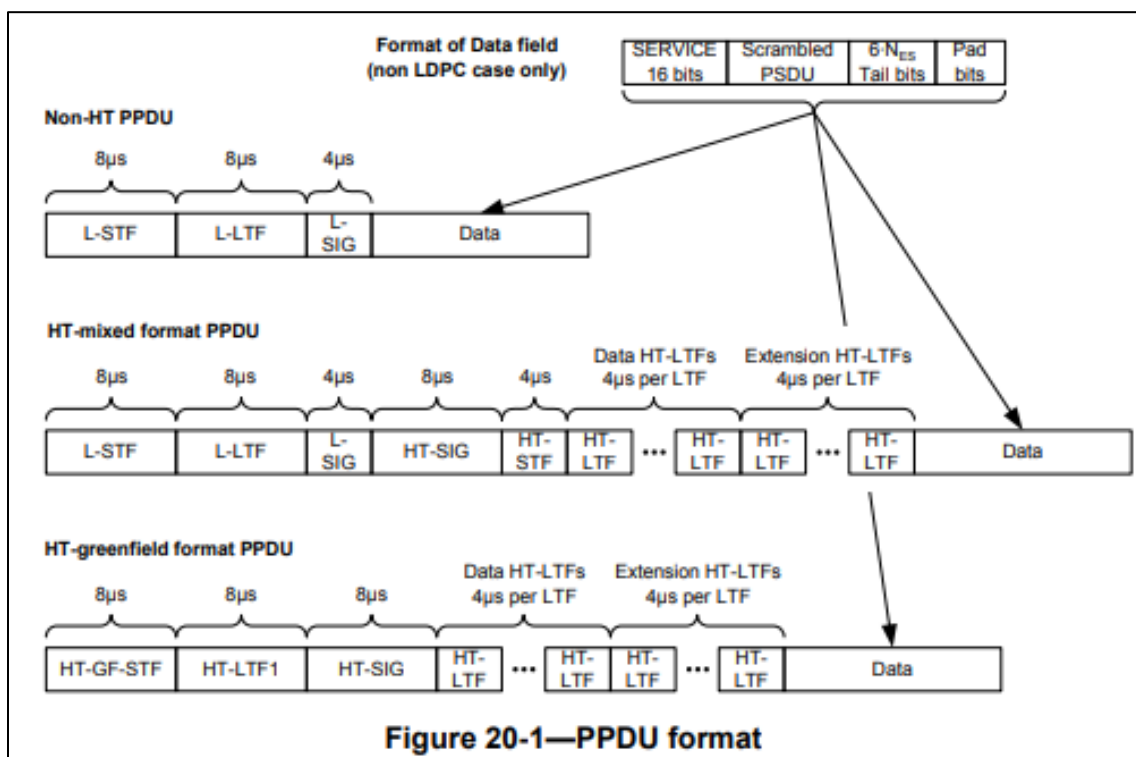 Format of Data field
(non LDPC case only)
SERVICE
16 bits
Scrambled
PSDU
6·NES
Tail bits
Pad
bits
Non-HT PPDU
8µs
8µs
4µs
L-STF
L-LTF
L-
SIG
Data
HT-mixed format PPDU
Data HT-LTFs
4µs per LTF
Extension HT-LTFs
4µs per LTF
8µs
8µs
4µs
8µs
4µs
L-STF
L-LTF
L-
SIG
HT-SIG
HT-
STF
HT-
LTF
•••
HT-
LTF
HT-
LTF
•••
HT-
LTF
Data
HT-greenfield format PPDU
Data HT-LTFs
4µs per LTF
Extension HT-LTFs
4µs per LTF
8µs
8µs
8µs
HT-GF-STF
HT-LTF1
HT-SIG
HT-
LTF
•••
HT-
LTF
HT-
LTF
•••
HT-
LTF
Data
Figure 20-1—PPDU format